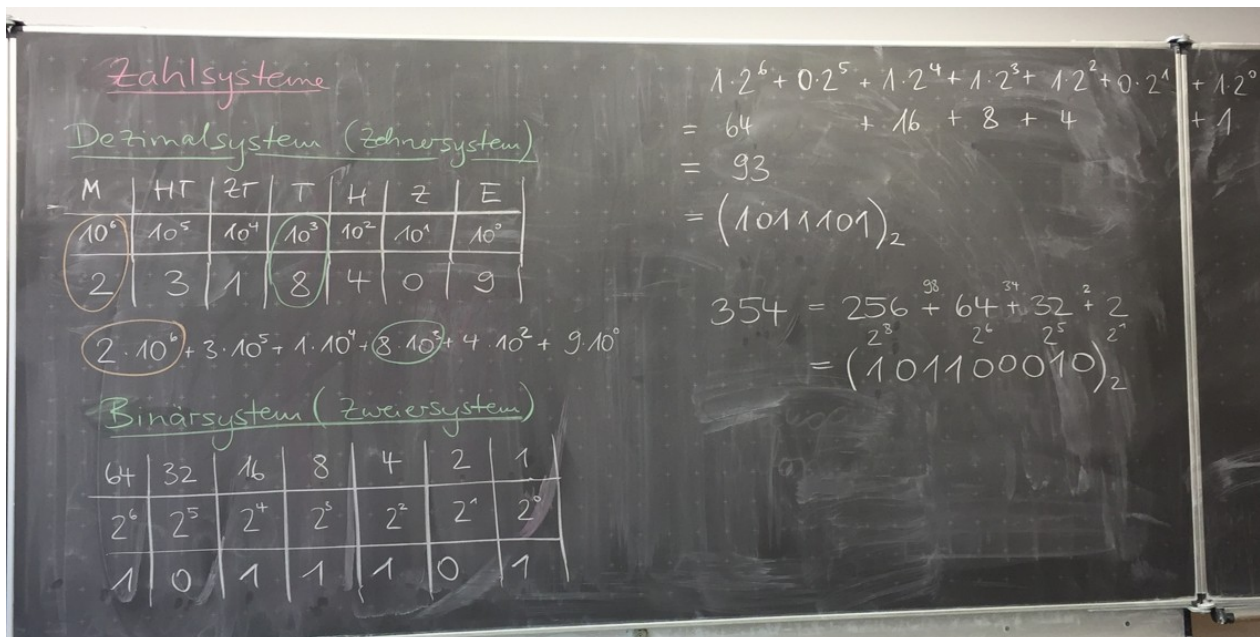 Zahlsysteme
Dezimalsystem (Zehnersystem)
M HT ZT T H Z E
10⁶ 10⁵ 10⁴ 10³ 10² 10¹ 10⁰
2 3 1 8 4 0 9
2·10⁶ + 3·10⁵ + 1·10⁴ + 8·10³ + 4·10² + 9·10⁰
Binärsystem (Zweiersystem)
64 32 16 8 4 2 1
2⁶ 2⁵ 2⁴ 2³ 2² 2¹ 2⁰
1 0 1 1 1 0 1
1·2⁶ + 0·2⁵ + 1·2⁴ + 1·2³ + 1·2² + 0·2¹ + 1·2⁰
= 64 + 16 + 8 + 4 + 1
= 93
= (1011101)₂
98 34 2
354 = 256 + 64 + 32 + 2
2⁸ 2⁶ 2⁵ 2¹
= (101100010)₂